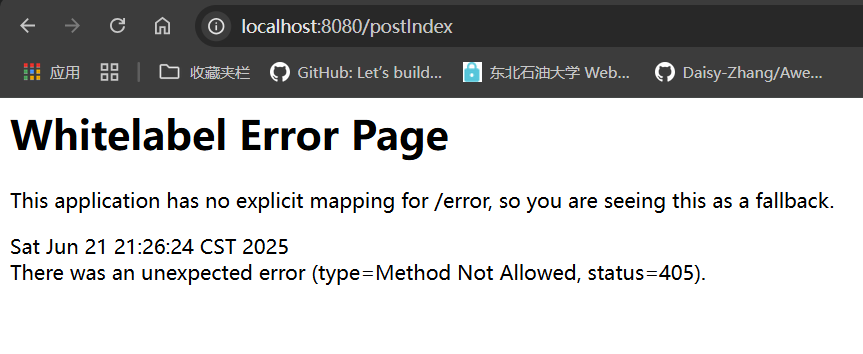 localhost:8080/postIndex
应用 收藏夹栏 GitHub: Let's build... 东北石油大学 Web... Daisy-Zhang/Awe...
Whitelabel Error Page
This application has no explicit mapping for /error, so you are seeing this as a fallback.
Sat Jun 21 21:26:24 CST 2025
There was an unexpected error (type=Method Not Allowed, status=405).